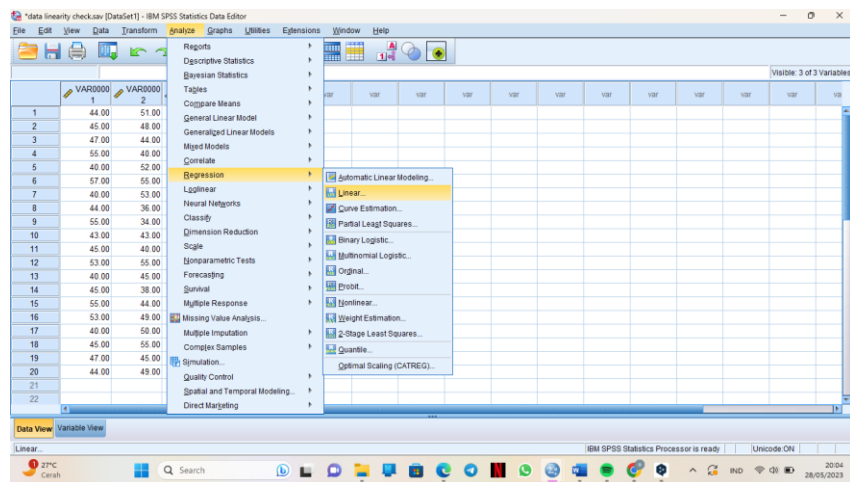 *data linearity check.sav [DataSet1] - IBM SPSS Statistics Data Editor
File Edit View Data Transform Analyze Graphs Utilities Extensions Window Help
Visible: 3 of 3 Variables
VAR00001 VAR00002 var var var var var var var var var var
1 44.00 51.00
2 45.00 48.00
3 47.00 44.00
4 55.00 40.00
5 40.00 52.00
6 57.00 55.00
7 40.00 53.00
8 44.00 36.00
9 55.00 34.00
10 43.00 43.00
11 45.00 40.00
12 53.00 55.00
13 40.00 45.00
14 45.00 38.00
15 55.00 44.00
16 53.00 49.00
17 40.00 50.00
18 45.00 55.00
19 47.00 45.00
20 44.00 49.00
21
22
Reports
Descriptive Statistics
Bayesian Statistics
Tables
Compare Means
General Linear Model
Generalized Linear Models
Mixed Models
Correlate
Regression
Loglinear
Neural Networks
Classify
Dimension Reduction
Scale
Nonparametric Tests
Forecasting
Survival
Multiple Response
Missing Value Analysis...
Multiple Imputation
Complex Samples
Simulation...
Quality Control
Spatial and Temporal Modeling...
Direct Marketing
Automatic Linear Modeling...
Linear...
Curve Estimation...
Partial Least Squares...
Binary Logistic...
Multinomial Logistic...
Ordinal...
Probit...
Nonlinear...
Weight Estimation...
2-Stage Least Squares...
Quantile...
Optimal Scaling (CATREG)...
Data View Variable View
Linear... IBM SPSS Statistics Processor is ready Unicode:ON
27°C
Cerah
Search
IND
20:04
28/05/2023